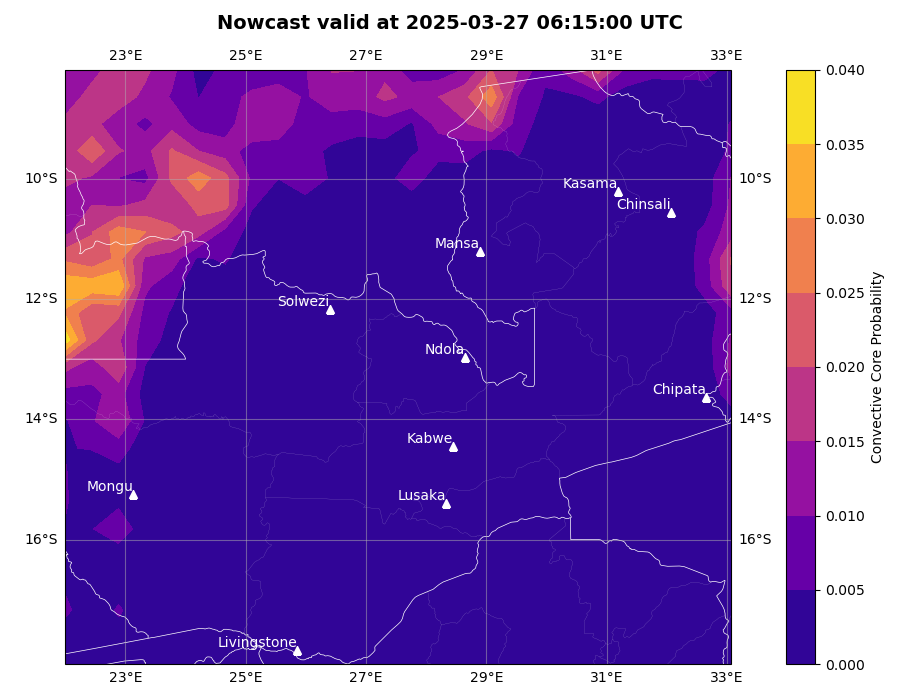 Nowcast valid at 2025-03-27 06:15:00 UTC
23°E 25°E 27°E 29°E 31°E 33°E
0.040
0.035
10°S 10°S
Kasama
Chinsali
0.030
Mansa
12°S 12°S
Solwezi
0.025
Ndola
0.020
Chipata
14°S 14°S
Kabwe
0.015
Mongu
Lusaka
0.010
16°S 16°S
0.005
Livingstone
0.000
23°E 25°E 27°E 29°E 31°E 33°E
Convective Core Probability